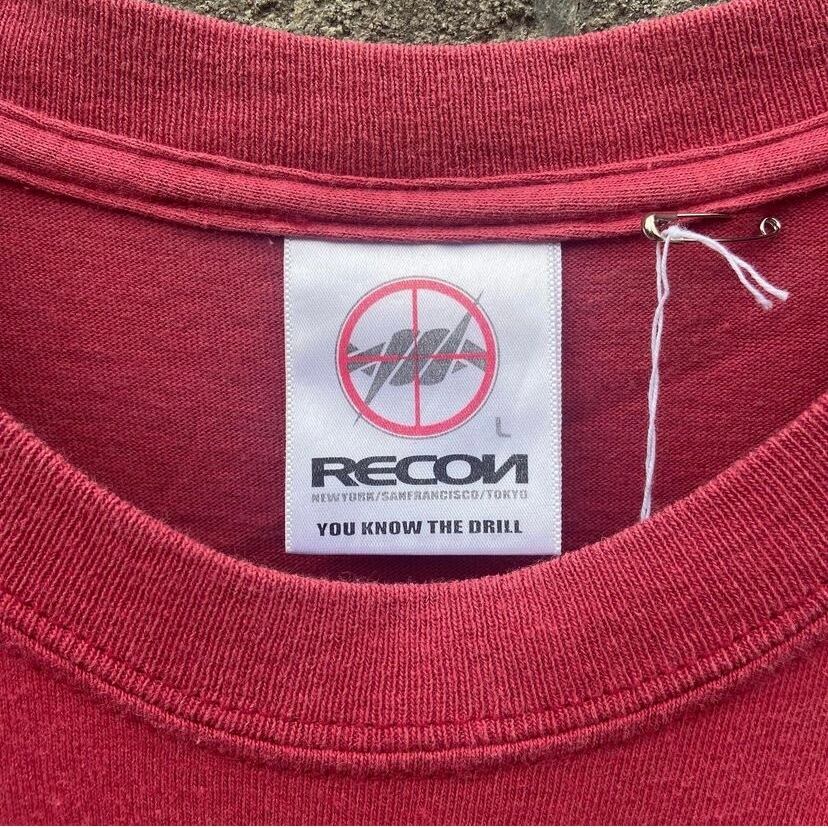 L
RECON
NEWYORK/SANFRANCISCO/TOKYO
YOU KNOW THE DRILL